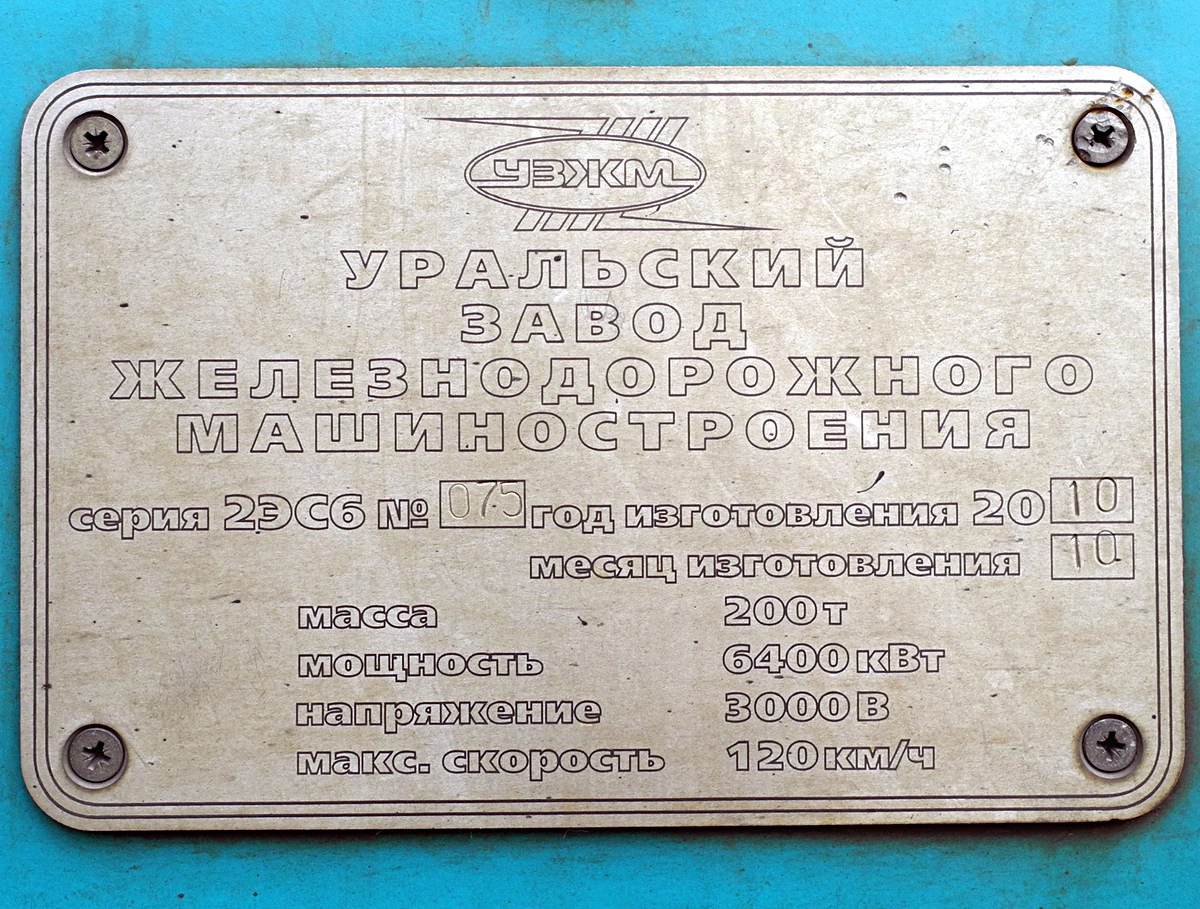 УЗЖМ
УРАЛЬСКИЙ
ЗАВОД
ЖЕЛЕЗНОДОРОЖНОГО
МАШИНОСТРОЕНИЯ
серия 2ЭС6 № 075 год изготовления 2010
месяц изготовления 10
масса 200 т
мощность 6400 кВт
напряжение 3000 В
макс. скорость 120 км/ч